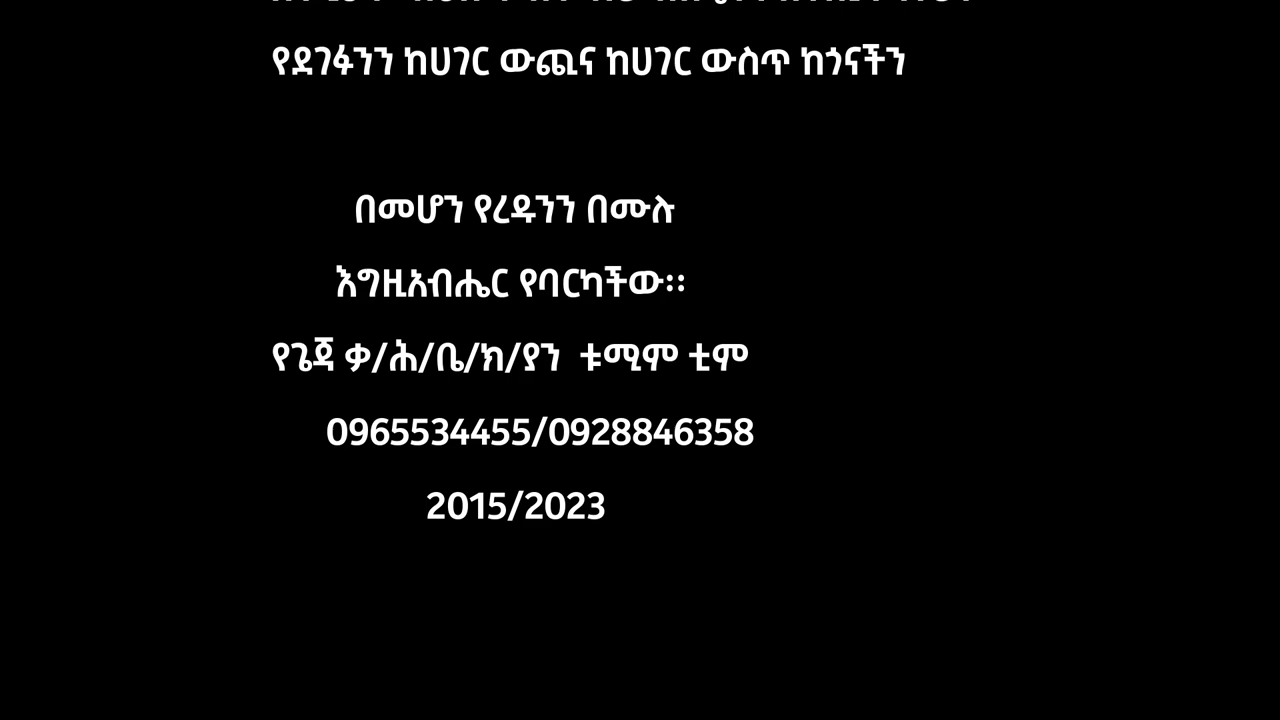 የደገፋንን ከሀገር ውጪና ከሀገር ውስጥ ከጎናችን
በመሆን የረዱንን በሙሉ
እግዚአብሔር የባርካችው፡፡
የጌጃ ቃ/ሕ/ቤ/ክ/ያን ቱሚም ቲም
0965534455/0928846358
2015/2023